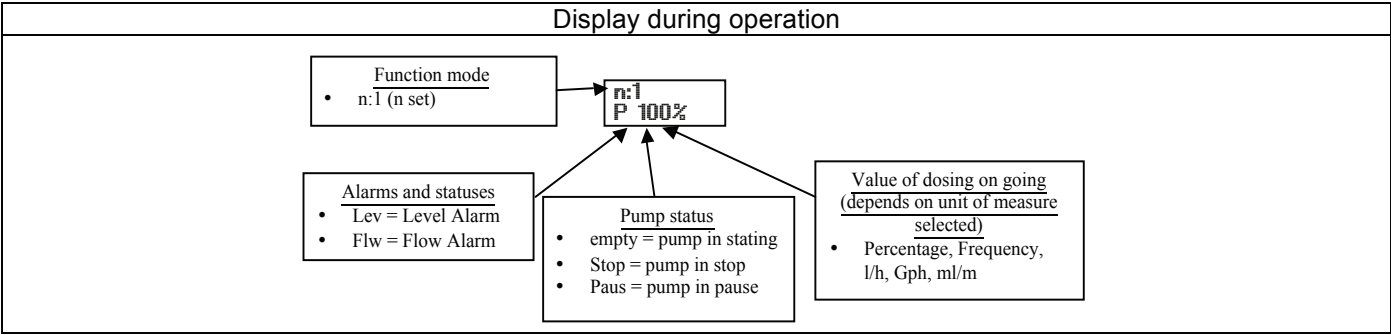 Display during operation
Function mode
• n:1 (n set)
n:1
P 100%
Alarms and statuses
• Lev = Level Alarm
• Flw = Flow Alarm
Pump status
• empty = pump in stating
• Stop = pump in stop
• Paus = pump in pause
Value of dosing on going
(depends on unit of measure
selected)
• Percentage, Frequency,
l/h, Gph, ml/m